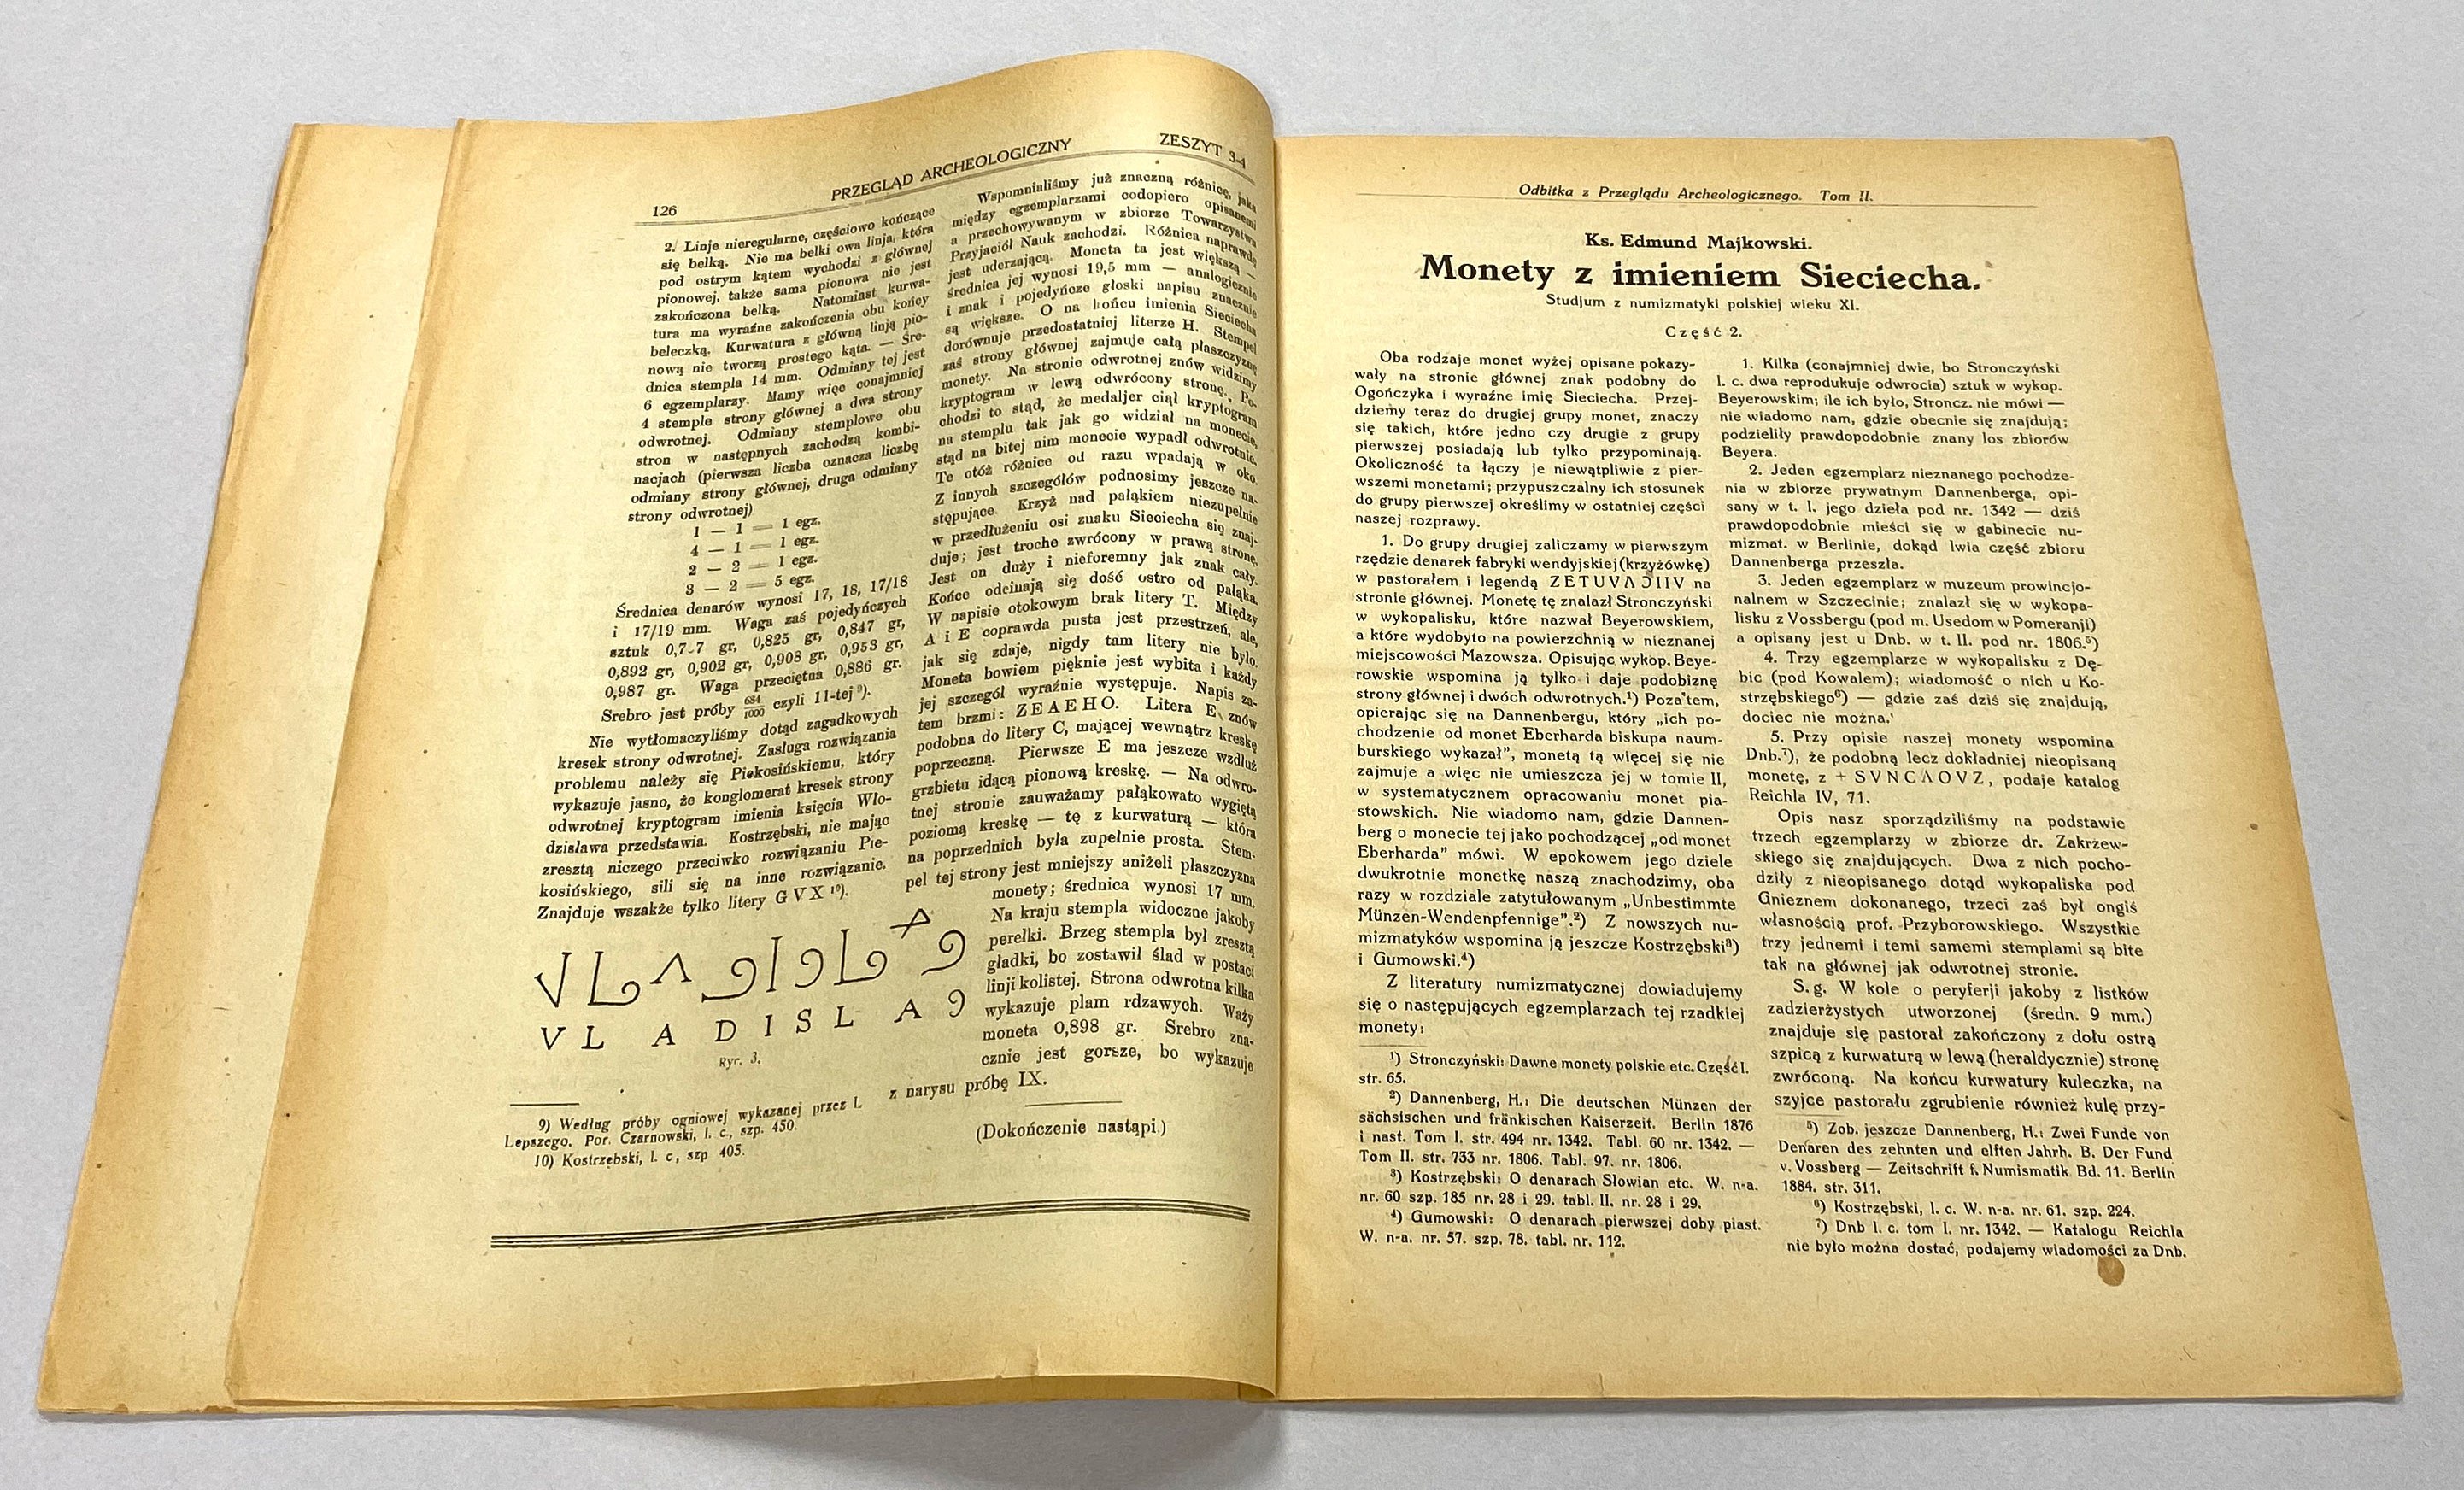 126
PRZEGLĄD ARCHEOLOGICZNY
ZESZYT 3-4
2. Linje nieregularne, częściowo kończące
się belką. Nie ma belki owa linja, która
pod ostrym kątem wychodzi z głównej
pionowej, także sama pionowa nie jest
zakończona belką. Natomiast kurwa-
tura ma wyraźne zakończenia obu końcy
beleczką. Kurwatura z główną linją pio-
nową nie tworzą prostego kąta. — Śre-
dnica stempla 14 mm. Odmiany tej jest
6 egzemplarzy. Mamy więc conajmniej
4 stemple strony głównej a dwa strony
odwrotnej. Odmiany stemplowe obu
stron w następnych zachodzą kombi-
nacjach (pierwsza liczba oznacza liczbę
odmiany strony głównej, druga odmiany
strony odwrotnej)
1 — 1 = 1 egz.
4 — 1 = 1 egz.
2 — 2 = 1 egz.
3 — 2 = 5 egz.
Średnica denarów wynosi 17, 18, 17/18
i 17/19 mm. Waga zaś pojedyńczych
sztuk gr, 0,825 gr, 0,847 gr,
0,892 gr, 0,902 gr, 0,908 gr, 0,953 gr,
0,987 gr. Waga przeciętna 0,886 gr.
Srebro jest próby 684/1000 czyli 11-tej ⁹).
Nie wytłomaczyliśmy dotąd zagadkowych
kresek strony odwrotnej. Zasługa rozwiązania
problemu należy się Piekosińskiemu, który
wykazuje jasno, że konglomerat kresek strony
odwrotnej kryptogram imienia księcia Wło-
dzisława przedstawia. Kostrzębski, nie mając
zresztą niczego przeciwko rozwiązaniu Pie-
kosińskiego, sili się na inne rozwiązanie.
Znajduje wszakże tylko litery G V X ¹⁰).
V L A D I S L A
Ryc. 3.
9) Według próby ogniowej wykazanej przez L
Lepszego. Por. Czarnowski, l. c., szp. 450.
10) Kostrzębski, l. c, szp 405.
Wspomnialiśmy już znaczną różnicę, jaka
między egzemplarzami codopiero opisanemi
a przechowywanym w zbiorze Towarzystwa
Przyjaciół Nauk zachodzi. Różnica naprawdę
jest uderzającą. Moneta ta jest większą —
średnica jej wynosi 19,5 mm — analogicznie
i znak i pojedyńcze głoski napisu znacznie
są większe. O na końcu imienia Sieciecha
dorównuje przedostatniej literze H. Stempel
zaś strony głównej zajmuje całą płaszczyznę
monety. Na stronie odwrotnej znów widzimy
kryptogram w lewą odwrócony stronę. Po-
chodzi to stąd, że medaljer ciął kryptogram
na stemplu tak jak go widział na monecie,
stąd na bitej nim monecie wypadł odwrotnie.
Te otóż różnice od razu wpadają w oko.
Z innych szczegółów podnosimy jeszcze na-
stępujące Krzyż nad pałąkiem niezupełnie
w przedłużeniu osi znaku Sieciecha się znaj-
duje; jest troche zwrócony w prawą stronę.
Jest on duży i nieforemny jak znak cały.
Końce odcinają się dość ostro od pałąka.
W napisie otokowym brak litery T. Między
A i E coprawda pusta jest przestrzeń, ale,
jak się zdaje, nigdy tam litery nie było.
Moneta bowiem pięknie jest wybita i każdy
jej szczegół wyraźnie występuje. Napis za-
tem brzmi: Z E A E H O. Litera E znów
podobna do litery C, mającej wewnątrz kreskę
poprzeczną. Pierwsze E ma jeszcze wzdłuż
grzbietu idącą pionową kreskę. — Na odwro-
tnej stronie zauważamy pałąkowato wygiętą
poziomą kreskę — tę z kurwaturą — która
na poprzednich była zupełnie prosta. Stem-
pel tej strony jest mniejszy aniżeli płaszczyzna
monety; średnica wynosi 17 mm.
Na kraju stempla widoczne jakoby
perełki. Brzeg stempla był zresztą
gładki, bo zostawił ślad w postaci
linji kolistej. Strona odwrotna kilka
wykazuje plam rdzawych. Waży
moneta 0,898 gr. Srebro zna-
cznie jest gorsze, bo wykazuje
z narysu próbę IX.
(Dokończenie nastąpi)
Odbitka z Przeglądu Archeologicznego. Tom II.
Ks. Edmund Majkowski.
Monety z imieniem Sieciecha.
Studjum z numizmatyki polskiej wieku XI.
Część 2.
Oba rodzaje monet wyżej opisane pokazy-
wały na stronie głównej znak podobny do
Ogończyka i wyraźne imię Sieciecha. Przej-
dziemy teraz do drugiej grupy monet, znaczy
się takich, które jedno czy drugie z grupy
pierwszej posiadają lub tylko przypominają.
Okoliczność ta łączy je niewątpliwie z pier-
wszemi monetami; przypuszczalny ich stosunek
do grupy pierwszej określimy w ostatniej części
naszej rozprawy.
1. Do grupy drugiej zaliczamy w pierwszym
rzędzie denarek fabryki wendyjskiej (krzyżówkę)
w pastorałem i legendą Z E T U V Λ Ɔ I I V na
stronie głównej. Monetę tę znalazł Stronczyński
w wykopalisku, które nazwał Beyerowskiem,
a które wydobyto na powierzchnią w nieznanej
miejscowości Mazowsza. Opisując wykop. Beye-
rowskie wspomina ją tylko i daje podobiznę
strony głównej i dwóch odwrotnych.¹) Poza tem,
opierając się na Dannenbergu, który „ich po-
chodzenie od monet Eberharda biskupa naum-
burskiego wykazał”, monetą tą więcej się nie
zajmuje a więc nie umieszcza jej w tomie II,
w systematycznem opracowaniu monet pia-
stowskich. Nie wiadomo nam, gdzie Dannen-
berg o monecie tej jako pochodzącej „od monet
Eberharda” mówi. W epokowem jego dziele
dwukrotnie monetkę naszą znachodzimy, oba
razy w rozdziale zatytułowanym „Unbestimmte
Münzen-Wendenpfennige”.²) Z nowszych nu-
mizmatyków wspomina ją jeszcze Kostrzębski³)
i Gumowski.⁴)
Z literatury numizmatycznej dowiadujemy
się o następujących egzemplarzach tej rzadkiej
monety:
¹) Stronczyński: Dawne monety polskie etc. Część I.
str. 65.
²) Dannenberg, H.: Die deutschen Münzen der
sächsischen und fränkischen Kaiserzeit. Berlin 1876
i nast. Tom I. str. 494 nr. 1342. Tabl. 60 nr. 1342. —
Tom II. str. 733 nr. 1806. Tabl. 97. nr. 1806.
³) Kostrzębski: O denarach Słowian etc. W. n-a.
nr. 60 szp. 185 nr. 28 i 29. tabl. II. nr. 28 i 29.
⁴) Gumowski: O denarach pierwszej doby piast.
W. n-a. nr. 57. szp. 78. tabl. nr. 112.
1. Kilka (conajmniej dwie, bo Stronczyński
l. c. dwa reprodukuje odwrocia) sztuk w wykop.
Beyerowskim; ile ich było, Stroncz. nie mówi —
nie wiadomo nam, gdzie obecnie się znajdują;
podzieliły prawdopodobnie znany los zbiorów
Beyera.
2. Jeden egzemplarz nieznanego pochodze-
nia w zbiorze prywatnym Dannenberga, opi-
sany w t. I. jego dzieła pod nr. 1342 — dziś
prawdopodobnie mieści się w gabinecie nu-
mizmat. w Berlinie, dokąd lwia część zbioru
Dannenberga przeszła.
3. Jeden egzemplarz w muzeum prowincjo-
nalnem w Szczecinie; znalazł się w wykopa-
lisku z Vossbergu (pod m. Usedom w Pomeranji)
a opisany jest u Dnb. w t. II. pod nr. 1806.⁵)
4. Trzy egzemplarze w wykopalisku z Dę-
bic (pod Kowalem); wiadomość o nich u Ko-
strzębskiego⁶) — gdzie zaś dziś się znajdują,
dociec nie można.
5. Przy opisie naszej monety wspomina
Dnb.⁷), że podobną lecz dokładniej nieopisaną
monetę, z + S V N C Λ O V Z, podaje katalog
Reichla IV, 71.
Opis nasz sporządziliśmy na podstawie
trzech egzemplarzy w zbiorze dr. Zakrzew-
skiego się znajdujących. Dwa z nich pocho-
dziły z nieopisanego dotąd wykopaliska pod
Gnieznem dokonanego, trzeci zaś był ongiś
własnością prof. Przyborowskiego. Wszystkie
trzy jednemi i temi samemi stemplami są bite
tak na głównej jak odwrotnej stronie.
S. g. W kole o peryferji jakoby z listków
zadzierżystych utworzonej (średn. 9 mm.)
znajduje się pastorał zakończony z dołu ostrą
szpicą z kurwaturą w lewą (heraldycznie) stronę
zwróconą. Na końcu kurwatury kuleczka, na
szyjce pastorału zgrubienie również kulę przy-
⁵) Zob. jeszcze Dannenberg, H.: Zwei Funde von
Denaren des zehnten und elften Jahrh. B. Der Fund
v. Vossberg — Zeitschrift f. Numismatik Bd. 11. Berlin
1884. str. 311.
⁶) Kostrzębski, l. c. W. n-a. nr. 61. szp. 224.
⁷) Dnb l. c. tom I. nr. 1342. — Katalogu Reichla
nie było można dostać, podajemy wiadomości za Dnb.